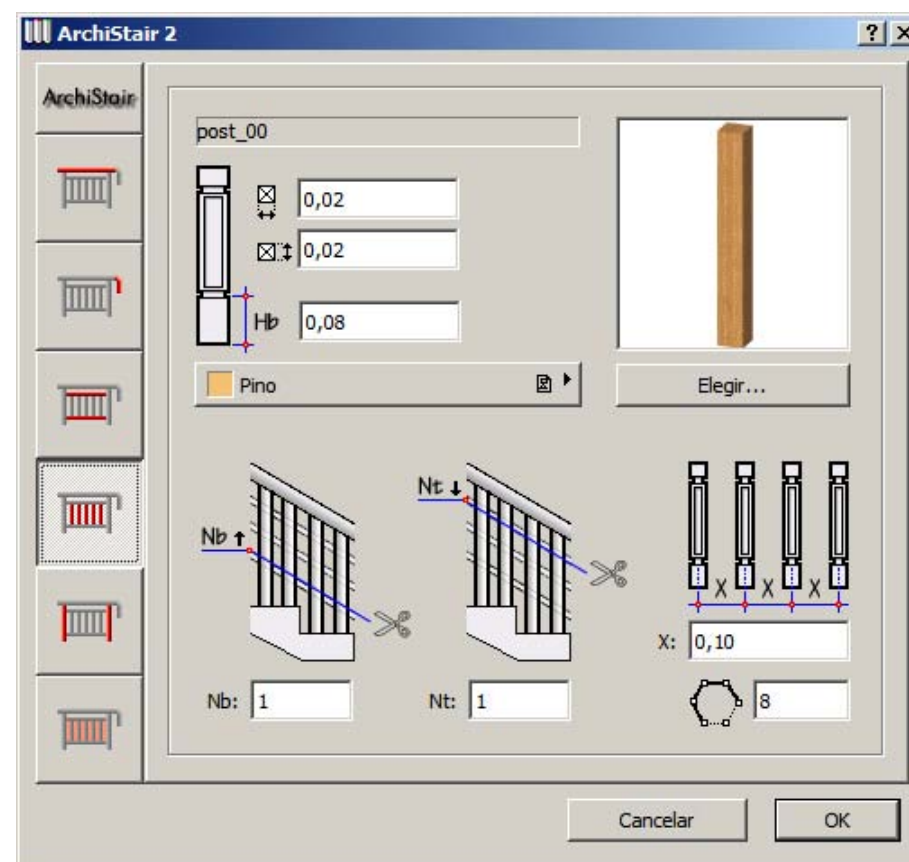 ArchiStair 2
ArchiStair
post_00
0,02
0,02
Hb 0,08
Pino
Elegir...
Nb
Nt
X X X
X: 0,10
Nb: 1
Nt: 1
8
Cancelar
OK